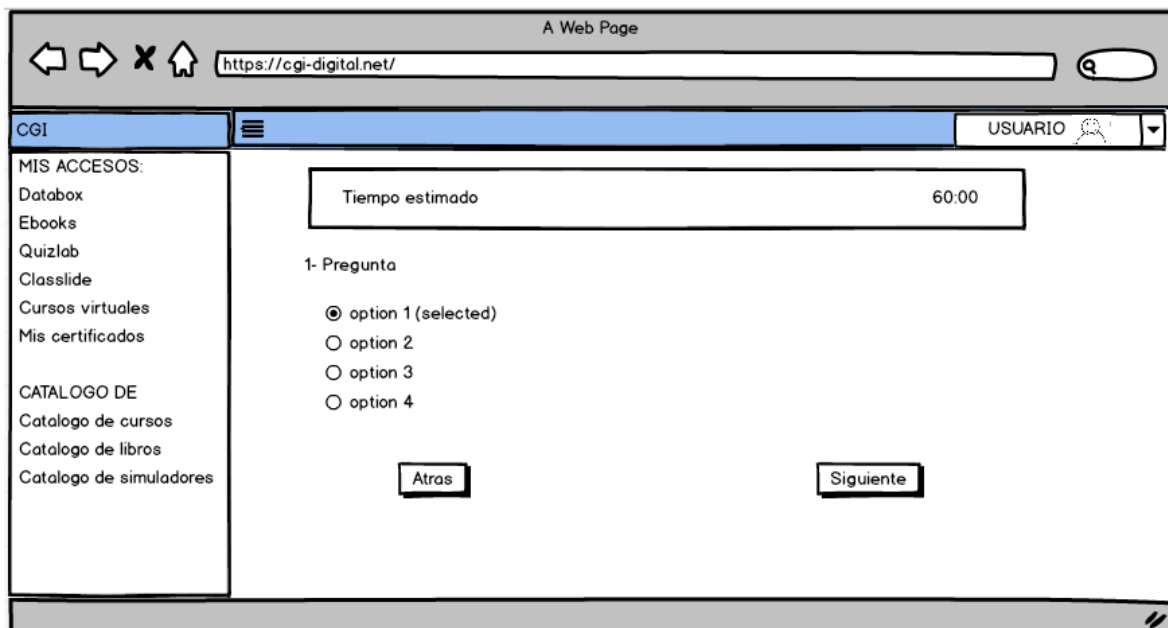 A Web Page
https://cgi-digital.net/
CGI
USUARIO
MIS ACCESOS:
Databox
Ebooks
Quizlab
Classlide
Cursos virtuales
Mis certificados
CATALOGO DE
Catalogo de cursos
Catalogo de libros
Catalogo de simuladores
Tiempo estimado 60:00
1- Pregunta
option 1 (selected)
option 2
option 3
option 4
Atras Siguiente